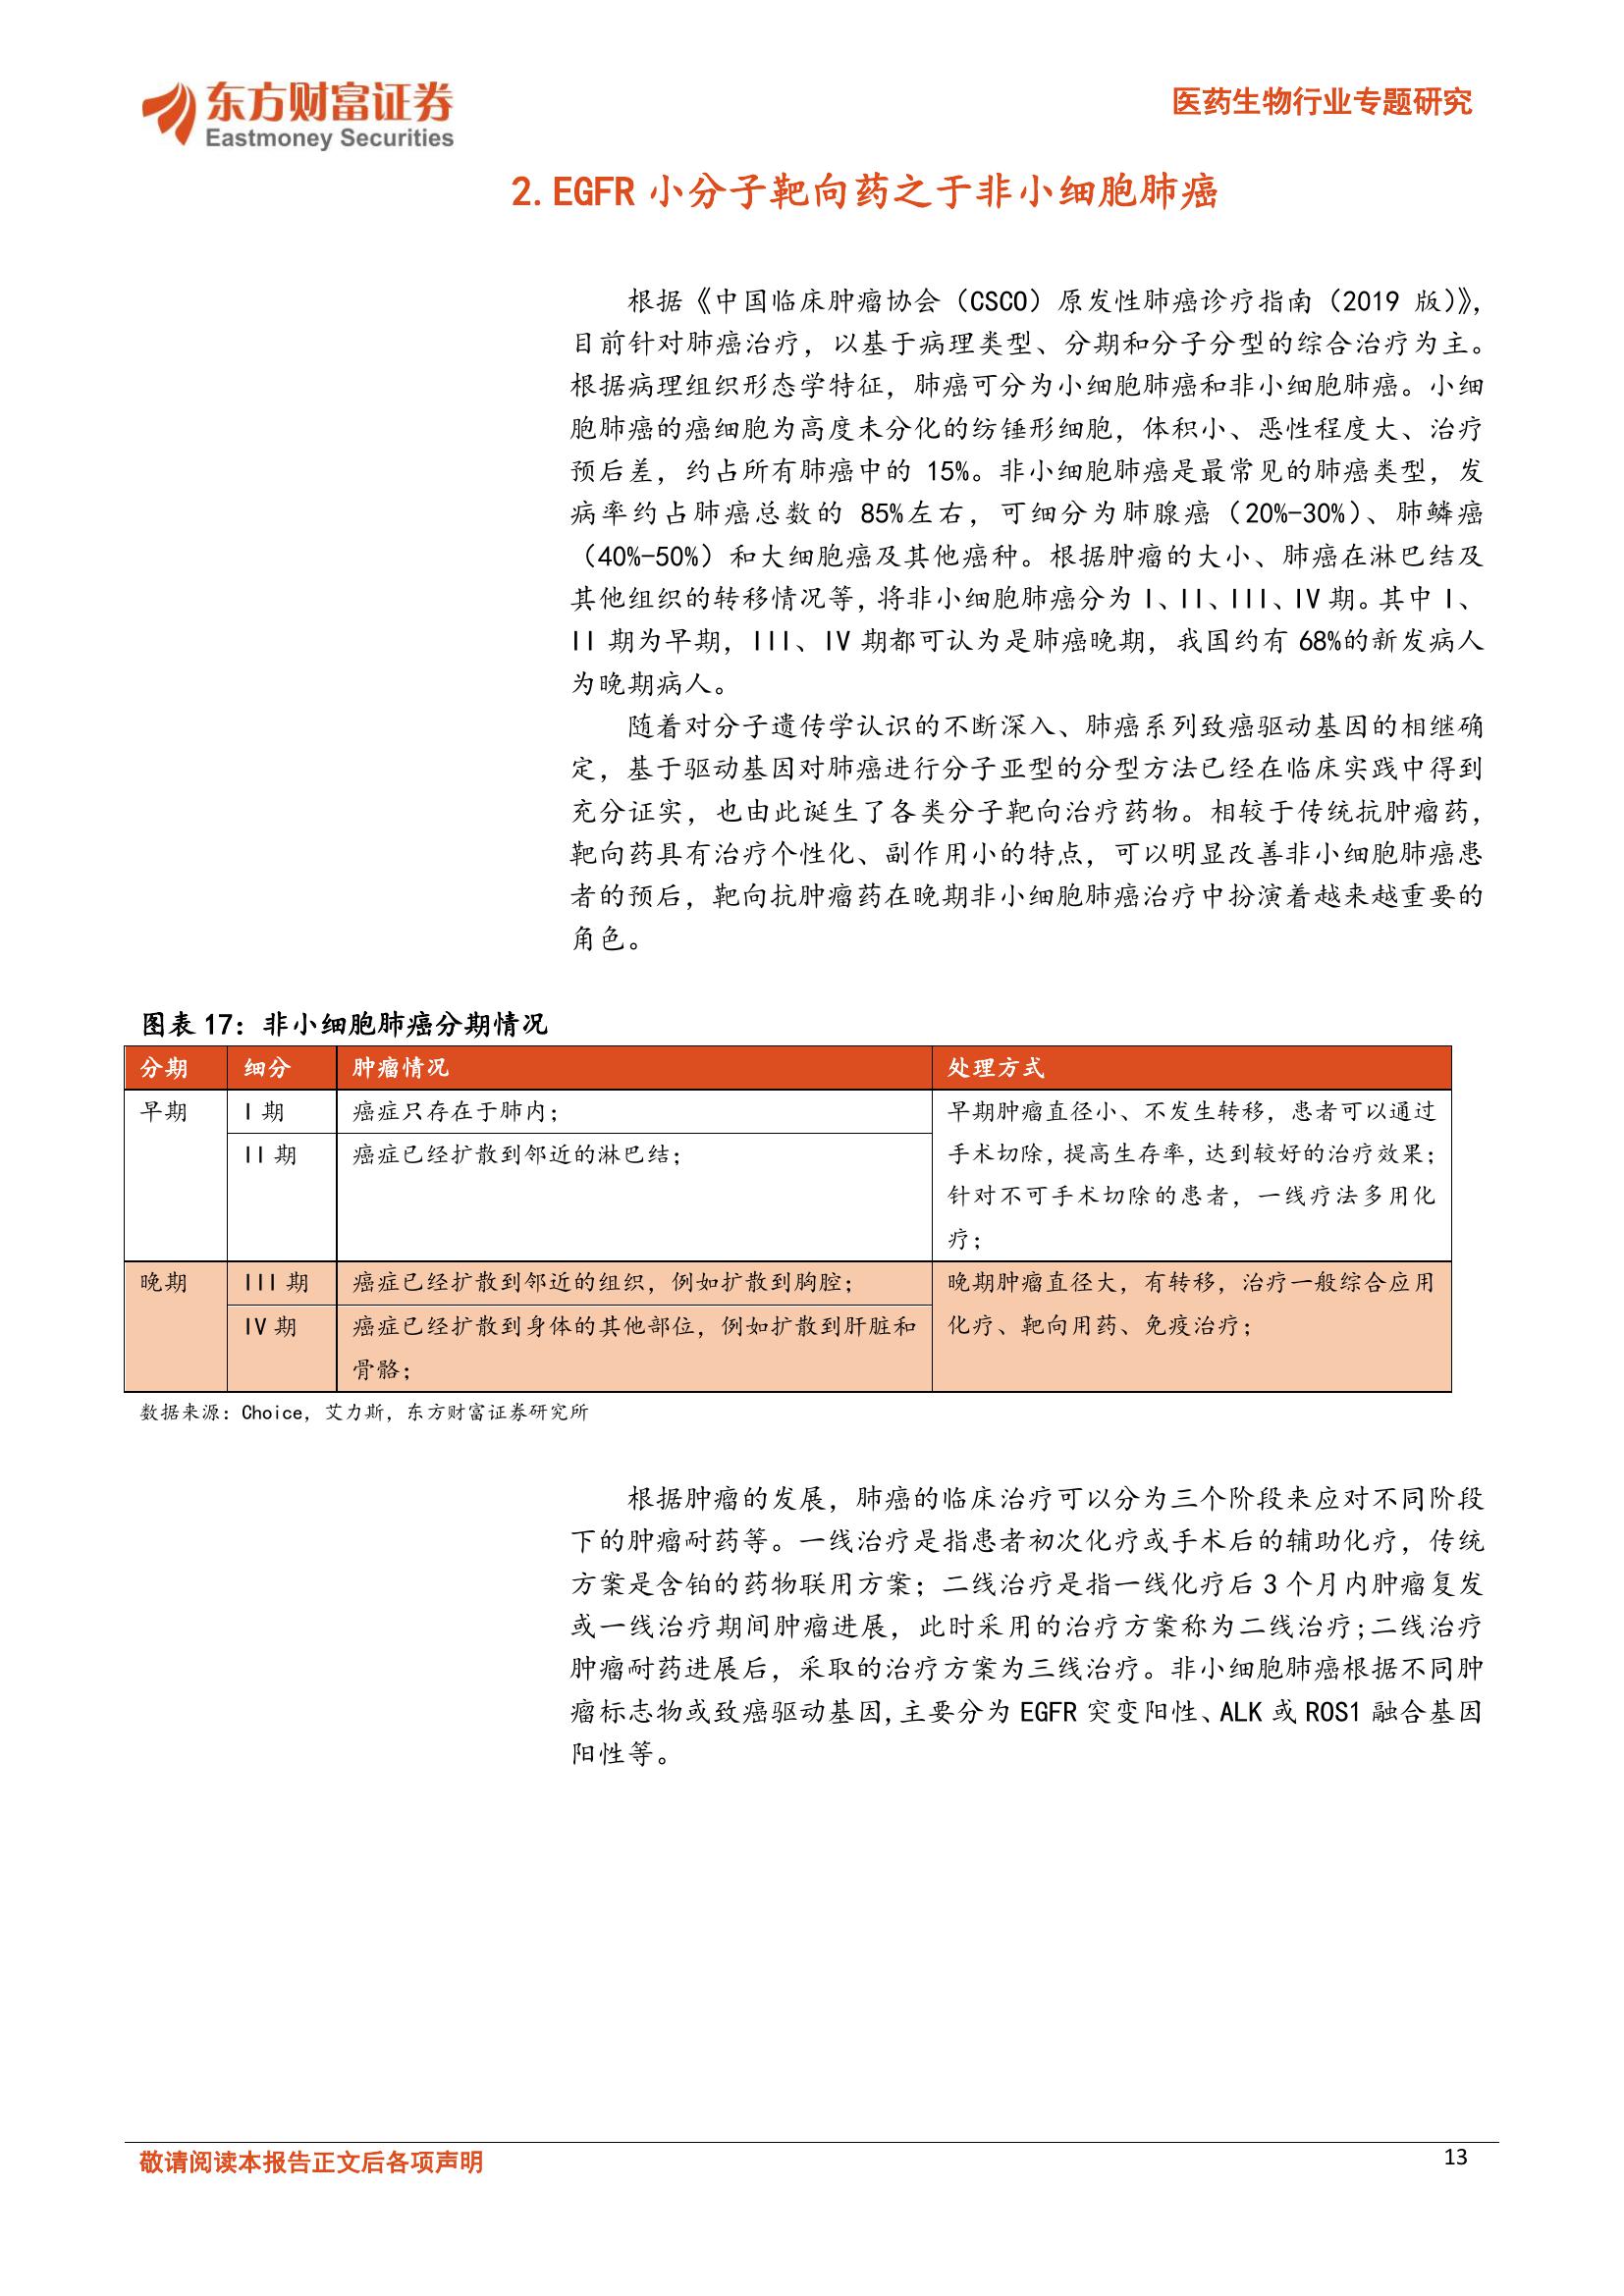 东方财富证券
Eastmoney Securities
医药生物行业专题研究
2.EGFR 小分子靶向药之于非小细胞肺癌
根据《中国临床肿瘤协会（CSCO）原发性肺癌诊疗指南（2019 版）》，
目前针对肺癌治疗，以基于病理类型、分期和分子分型的综合治疗为主。
根据病理组织形态学特征，肺癌可分为小细胞肺癌和非小细胞肺癌。小细
胞肺癌的癌细胞为高度未分化的纺锤形细胞，体积小、恶性程度大、治疗
预后差，约占所有肺癌中的 15%。非小细胞肺癌是最常见的肺癌类型，发
病率约占肺癌总数的 85%左右，可细分为肺腺癌（20%-30%）、肺鳞癌
（40%-50%）和大细胞癌及其他癌种。根据肿瘤的大小、肺癌在淋巴结及
其他组织的转移情况等，将非小细胞肺癌分为 I、II、III、IV 期。其中 I、
II 期为早期，III、IV 期都可认为是肺癌晚期，我国约有 68%的新发病人
为晚期病人。
随着对分子遗传学认识的不断深入、肺癌系列致癌驱动基因的相继确
定，基于驱动基因对肺癌进行分子亚型的分型方法已经在临床实践中得到
充分证实，也由此诞生了各类分子靶向治疗药物。相较于传统抗肿瘤药，
靶向药具有治疗个性化、副作用小的特点，可以明显改善非小细胞肺癌患
者的预后，靶向抗肿瘤药在晚期非小细胞肺癌治疗中扮演着越来越重要的
角色。
图表 17：非小细胞肺癌分期情况
分期 细分 肿瘤情况 处理方式
早期 I 期 癌症只存在于肺内； 早期肿瘤直径小、不发生转移，患者可以通过
II 期 癌症已经扩散到邻近的淋巴结； 手术切除，提高生存率，达到较好的治疗效果；
针对不可手术切除的患者，一线疗法多用化
疗；
晚期 III 期 癌症已经扩散到邻近的组织，例如扩散到胸腔； 晚期肿瘤直径大，有转移，治疗一般综合应用
IV 期 癌症已经扩散到身体的其他部位，例如扩散到肝脏和 化疗、靶向用药、免疫治疗；
骨骼；
数据来源：Choice，艾力斯，东方财富证券研究所
根据肿瘤的发展，肺癌的临床治疗可以分为三个阶段来应对不同阶段
下的肿瘤耐药等。一线治疗是指患者初次化疗或手术后的辅助化疗，传统
方案是含铂的药物联用方案；二线治疗是指一线化疗后 3 个月内肿瘤复发
或一线治疗期间肿瘤进展，此时采用的治疗方案称为二线治疗;二线治疗
肿瘤耐药进展后，采取的治疗方案为三线治疗。非小细胞肺癌根据不同肿
瘤标志物或致癌驱动基因,主要分为 EGFR 突变阳性、ALK 或 ROS1 融合基因
阳性等。
敬请阅读本报告正文后各项声明
13